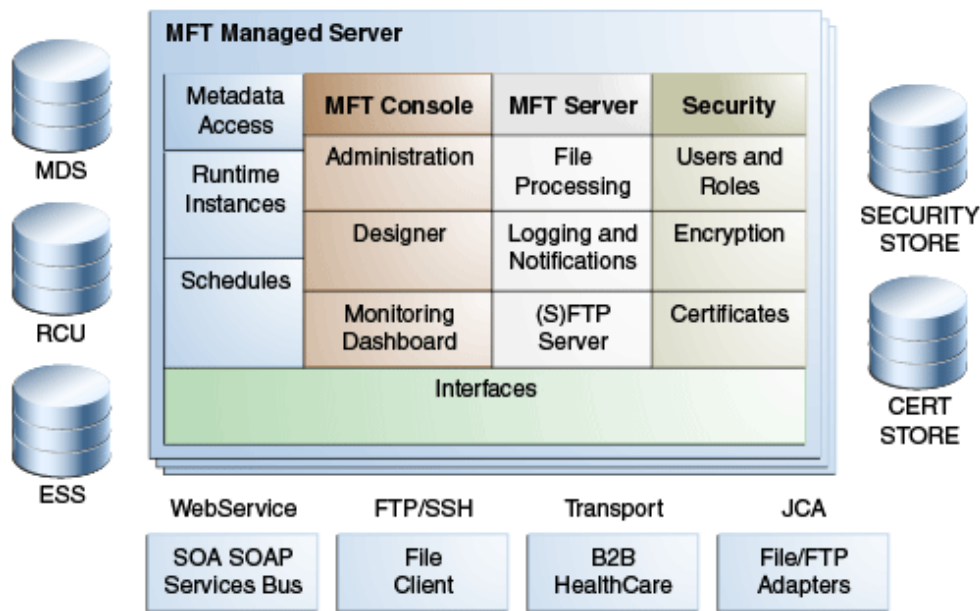 MFT Managed Server
Metadata
Access
MFT Console
MFT Server
Security
Runtime
Instances
Administration
File
Processing
Users and
Roles
Designer
Logging and
Notifications
Encryption
Schedules
Monitoring
Dashboard
(S)FTP
Server
Certificates
Interfaces
MDS
RCU
ESS
SECURITY
STORE
CERT
STORE
WebService
FTP/SSH
Transport
JCA
SOA SOAP
Services Bus
File
Client
B2B
HealthCare
File/FTP
Adapters